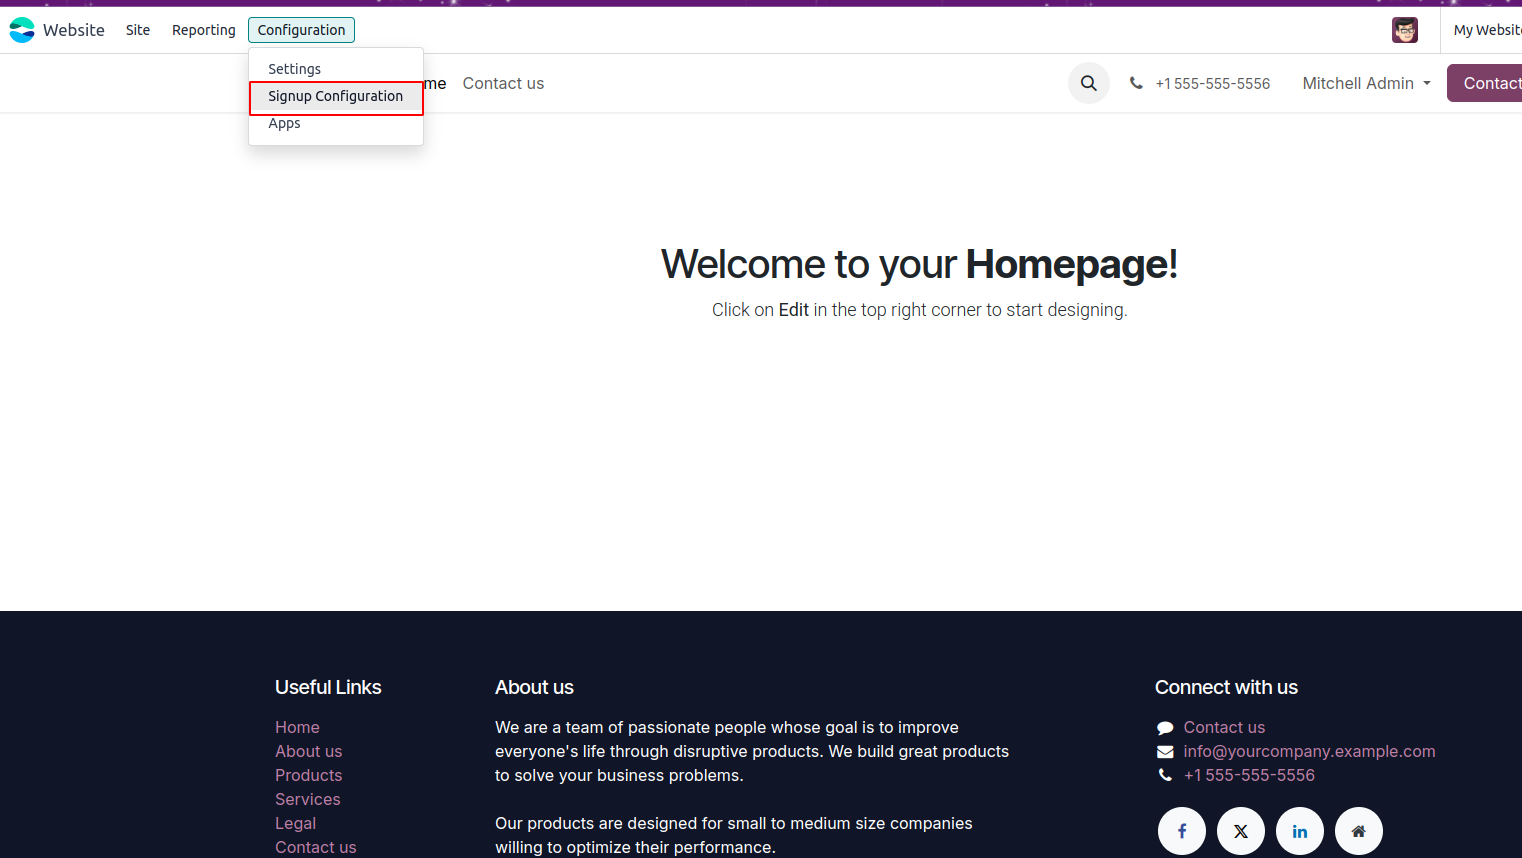 Website Site Reporting Configuration My Websit
Settings
Signup Configuration
Apps
me Contact us +1 555-555-5556 Mitchell Admin Contact
Welcome to your Homepage!
Click on Edit in the top right corner to start designing.
Useful Links
Home
About us
Products
Services
Legal
Contact us
About us
We are a team of passionate people whose goal is to improve
everyone's life through disruptive products. We build great products
to solve your business problems.
Our products are designed for small to medium size companies
willing to optimize their performance.
Connect with us
Contact us
info@yourcompany.example.com
+1 555-555-5556